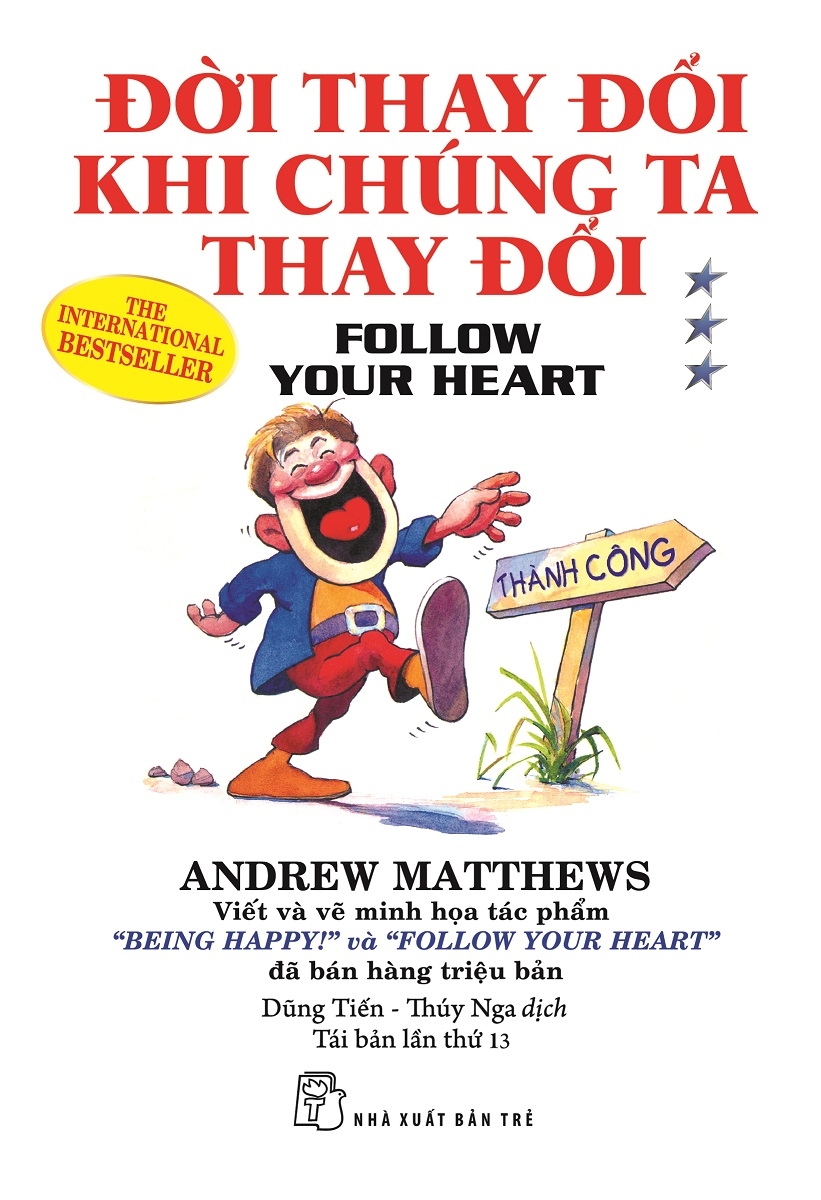 ĐỜI THAY ĐỔI
KHI CHÚNG TA
THAY ĐỔI
THE
INTERNATIONAL
BESTSELLER
FOLLOW
YOUR HEART
THÀNH CÔNG
ANDREW MATTHEWS
Viết và vẽ minh họa tác phẩm
“BEING HAPPY!” và “FOLLOW YOUR HEART”
đã bán hàng triệu bản
Dũng Tiến - Thúy Nga dịch
Tái bản lần thứ 13
T
NHÀ XUẤT BẢN TRẺ